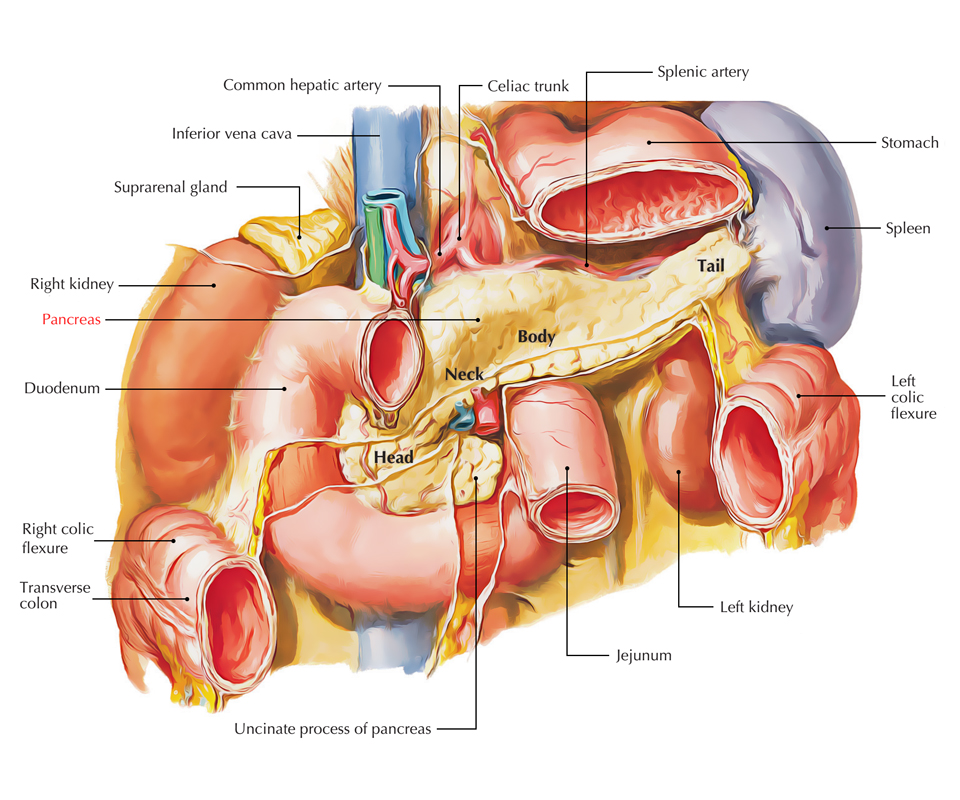 Splenic artery
Common hepatic artery
Celiac trunk
Inferior vena cava
Stomach
Suprarenal gland
Spleen
Tail
Right kidney
Pancreas
Body
Neck
Duodenum
Left
colic
flexure
Head
Right colic
flexure
Transverse
colon
Left kidney
Jejunum
Uncinate process of pancreas